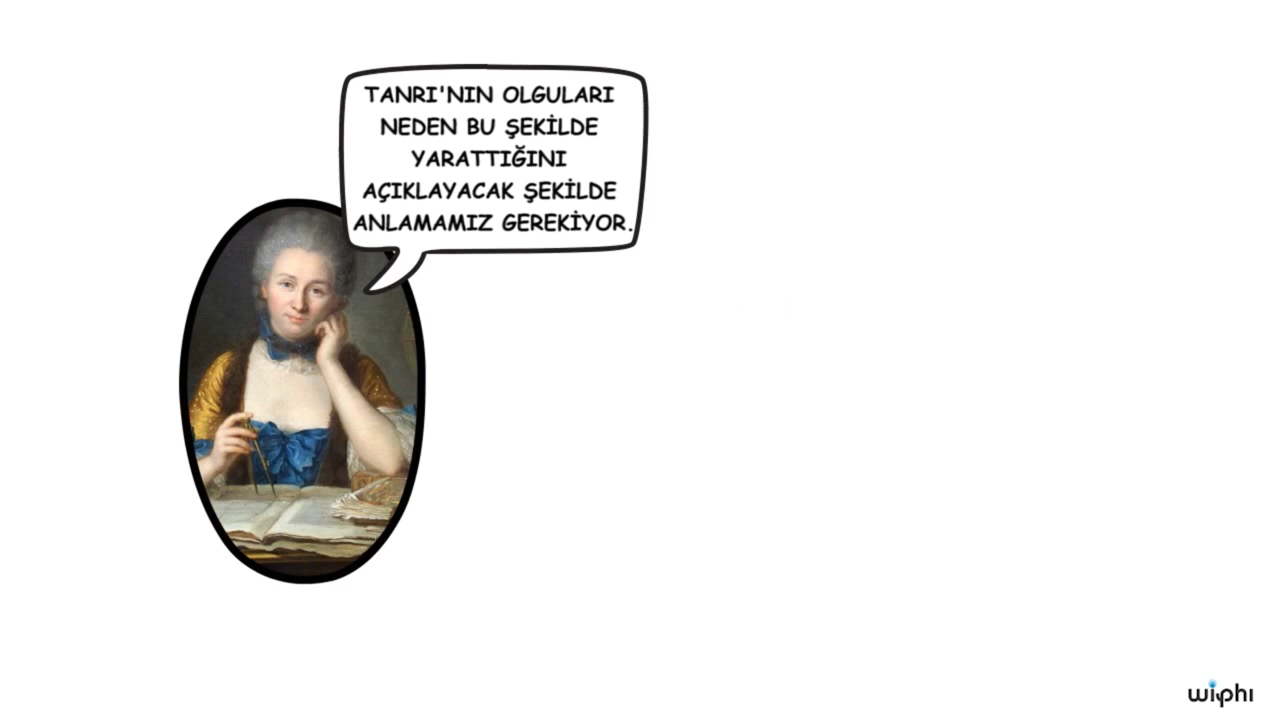 TANRI'NIN OLGULARI
NEDEN BU ŞEKİLDE
YARATTIĞINI
AÇIKLAYACAK ŞEKİLDE
ANLAMAMIZ GEREKİYOR.
wiphi